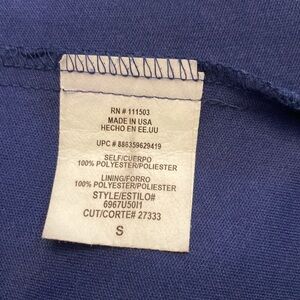 RN # 111503
MADE IN USA
HECHO EN EE.UU
UPC # 886359629419
SELF/CUERPO
100% POLYESTER/POLIESTER
LINING/FORRO
100% POLYESTER/POLIESTER
STYLE/ESTILO#
6967U50I1
CUT/CORTE# 27333
S